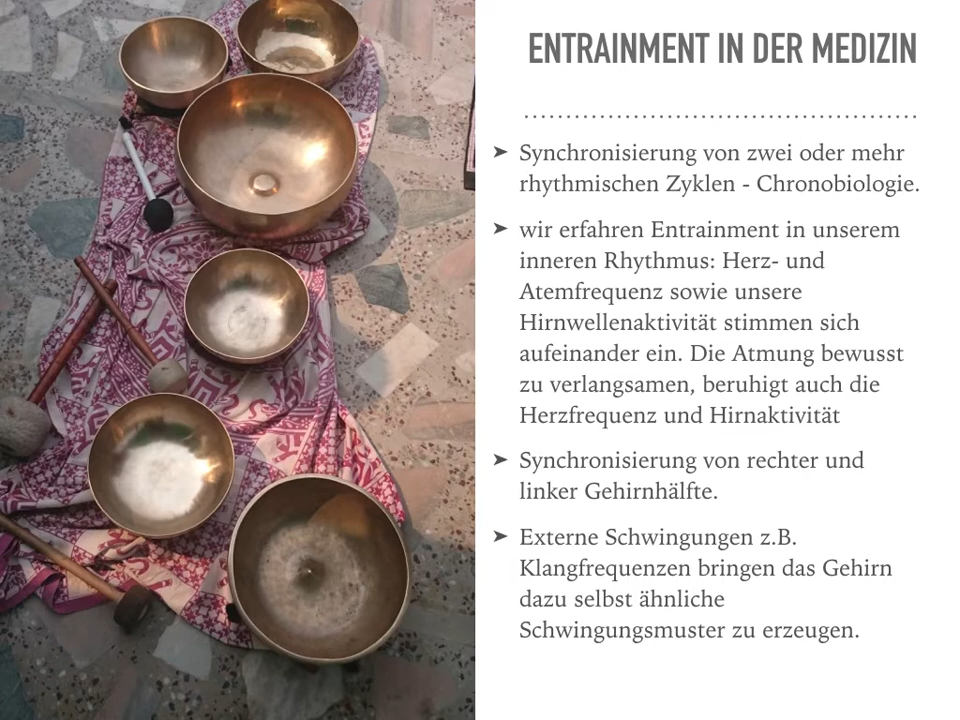 ENTRAINMENT IN DER MEDIZIN
➤ Synchronisierung von zwei oder mehr
rhythmischen Zyklen - Chronobiologie.
➤ wir erfahren Entrainment in unserem
inneren Rhythmus: Herz- und
Atemfrequenz sowie unsere
Hirnwellenaktivität stimmen sich
aufeinander ein. Die Atmung bewusst
zu verlangsamen, beruhigt auch die
Herzfrequenz und Hirnaktivität
➤ Synchronisierung von rechter und
linker Gehirnhälfte.
➤ Externe Schwingungen z.B.
Klangfrequenzen bringen das Gehirn
dazu selbst ähnliche
Schwingungsmuster zu erzeugen.